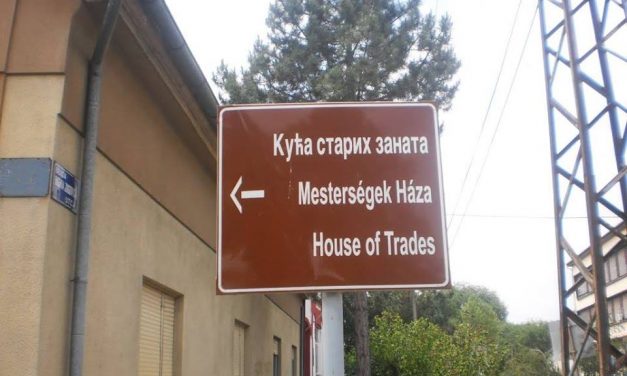 Кућа старих заната
Mesterségek Háza
House of Trades